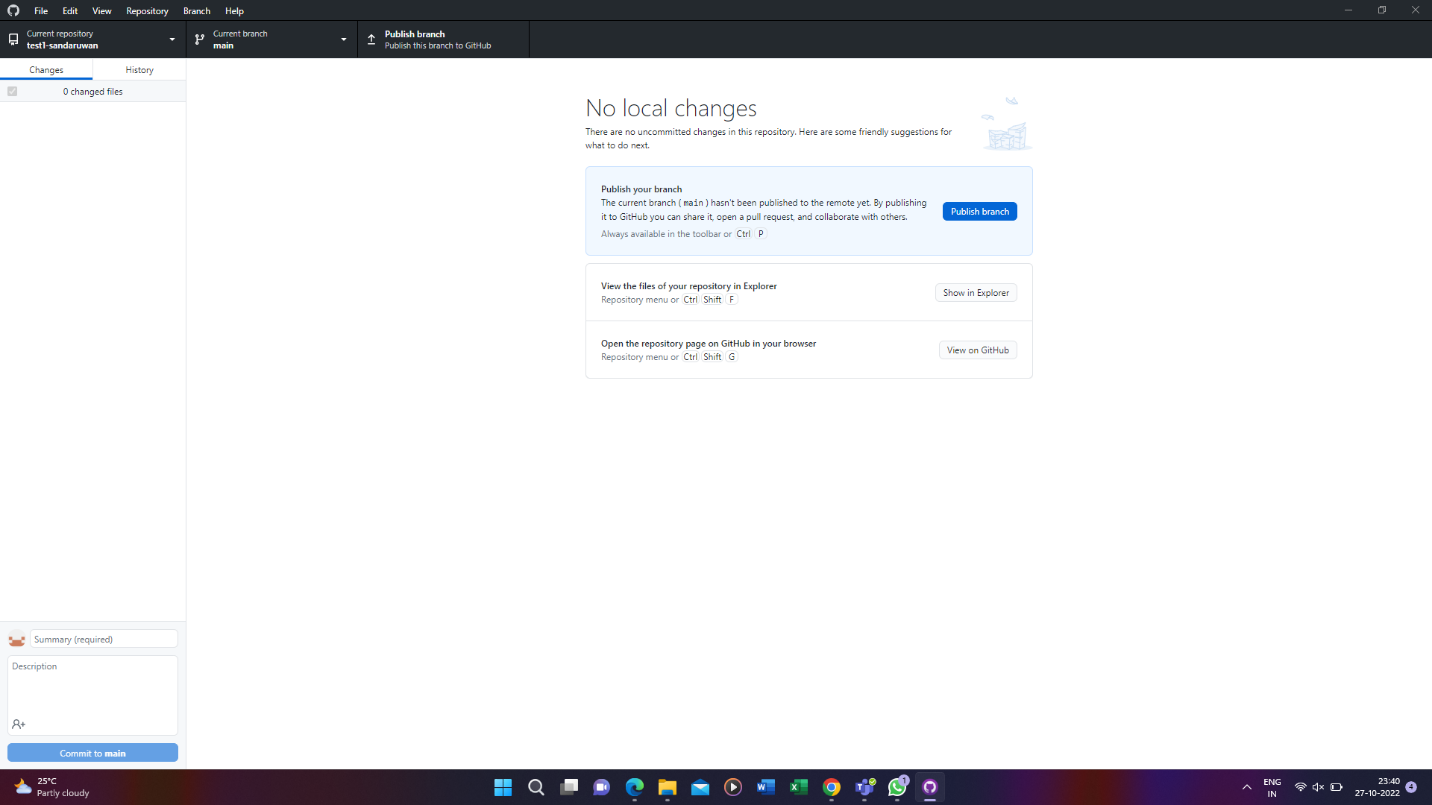 File Edit View Repository Branch Help
Current repository
test1-sandaruwan
Current branch
main
Publish branch
Publish this branch to GitHub
Changes History
0 changed files
No local changes
There are no uncommitted changes in this repository. Here are some friendly suggestions for
what to do next.
Publish your branch
The current branch ( main ) hasn't been published to the remote yet. By publishing
it to GitHub you can share it, open a pull request, and collaborate with others.
Always available in the toolbar or Ctrl P
Publish branch
View the files of your repository in Explorer
Repository menu or Ctrl Shift F
Show in Explorer
Open the repository page on GitHub in your browser
Repository menu or Ctrl Shift G
View on GitHub
Summary (required)
Description
Commit to main
25°C
Partly cloudy
1
ENG
IN
23:40
27-10-2022
4